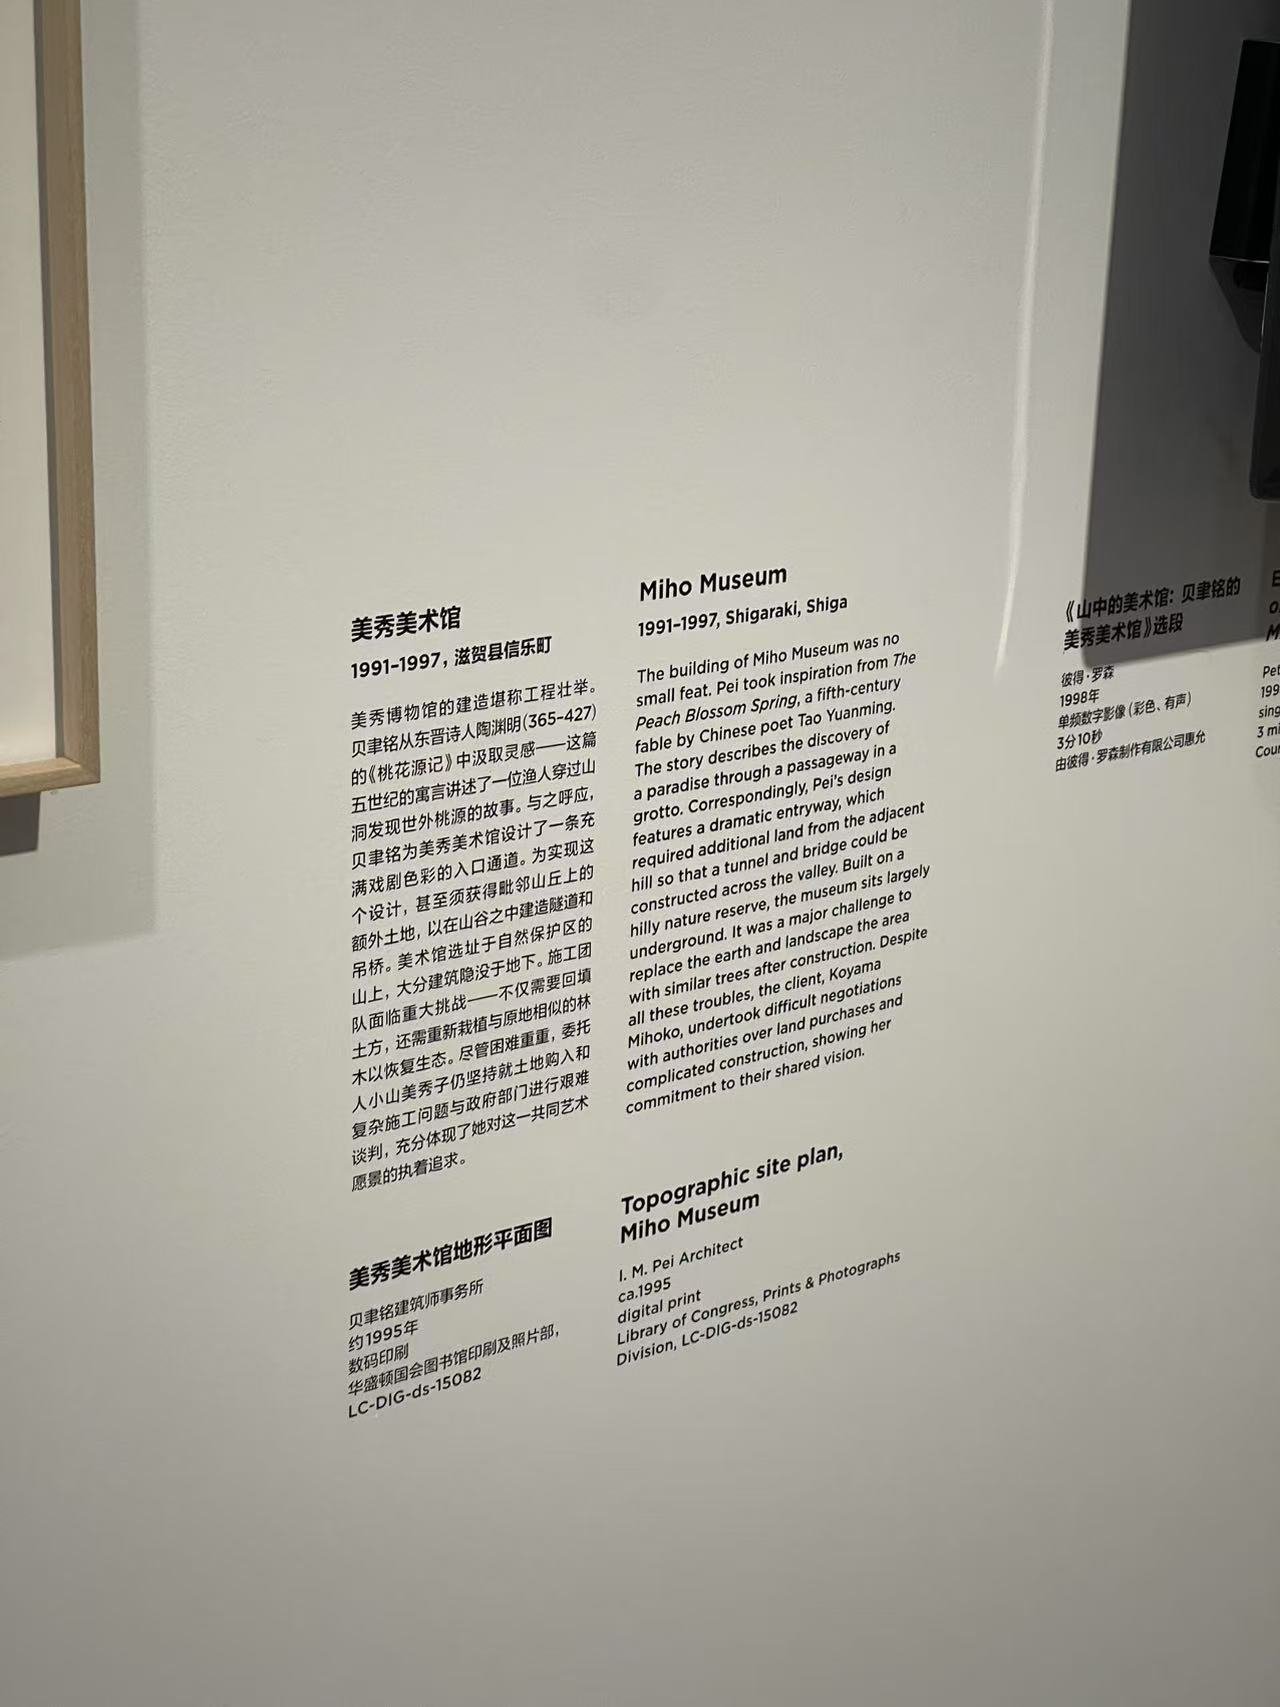 美秀美术馆
1991–1997，滋贺县信乐町
美秀博物馆的建造堪称工程壮举。
贝聿铭从东晋诗人陶渊明(365–427)
的《桃花源记》中汲取灵感——这篇
五世纪的寓言讲述了一位渔人穿过山
洞发现世外桃源的故事。与之呼应，
贝聿铭为美秀美术馆设计了一条充
满戏剧色彩的入口通道。为实现这
个设计，甚至须获得毗邻山丘上的
额外土地，以在山谷之中建造隧道和
吊桥。美术馆选址于自然保护区的
山上，大分建筑隐没于地下。施工团
队面临重大挑战——不仅需要回填
土方，还需重新栽植与原地相似的林
木以恢复生态。尽管困难重重，委托
人小山美秀子仍坚持就土地购入和
复杂施工问题与政府部门进行艰难
谈判，充分体现了她对这一共同艺术
愿景的执着追求。
美秀美术馆地形平面图
贝聿铭建筑师事务所
约1995年
数码印刷
华盛顿国会图书馆印刷及照片部，
LC-DIG-ds-15082
Miho Museum
1991–1997, Shigaraki, Shiga
The building of Miho Museum was no
small feat. Pei took inspiration from The
Peach Blossom Spring, a fifth-century
fable by Chinese poet Tao Yuanming.
The story describes the discovery of
a paradise through a passageway in a
grotto. Correspondingly, Pei's design
features a dramatic entryway, which
required additional land from the adjacent
hill so that a tunnel and bridge could be
constructed across the valley. Built on a
hilly nature reserve, the museum sits largely
underground. It was a major challenge to
replace the earth and landscape the area
with similar trees after construction. Despite
all these troubles, the client, Koyama
Mihoko, undertook difficult negotiations
with authorities over land purchases and
complicated construction, showing her
commitment to their shared vision.
Topographic site plan,
Miho Museum
I. M. Pei Architect
ca.1995
digital print
Library of Congress, Prints & Photographs
Division, LC-DIG-ds-15082
《山中的美术馆：贝聿铭的
美秀美术馆》选段
彼得·罗森
1998年
单频数字影像（彩色、有声）
3分10秒
由彼得·罗森制作有限公司惠允